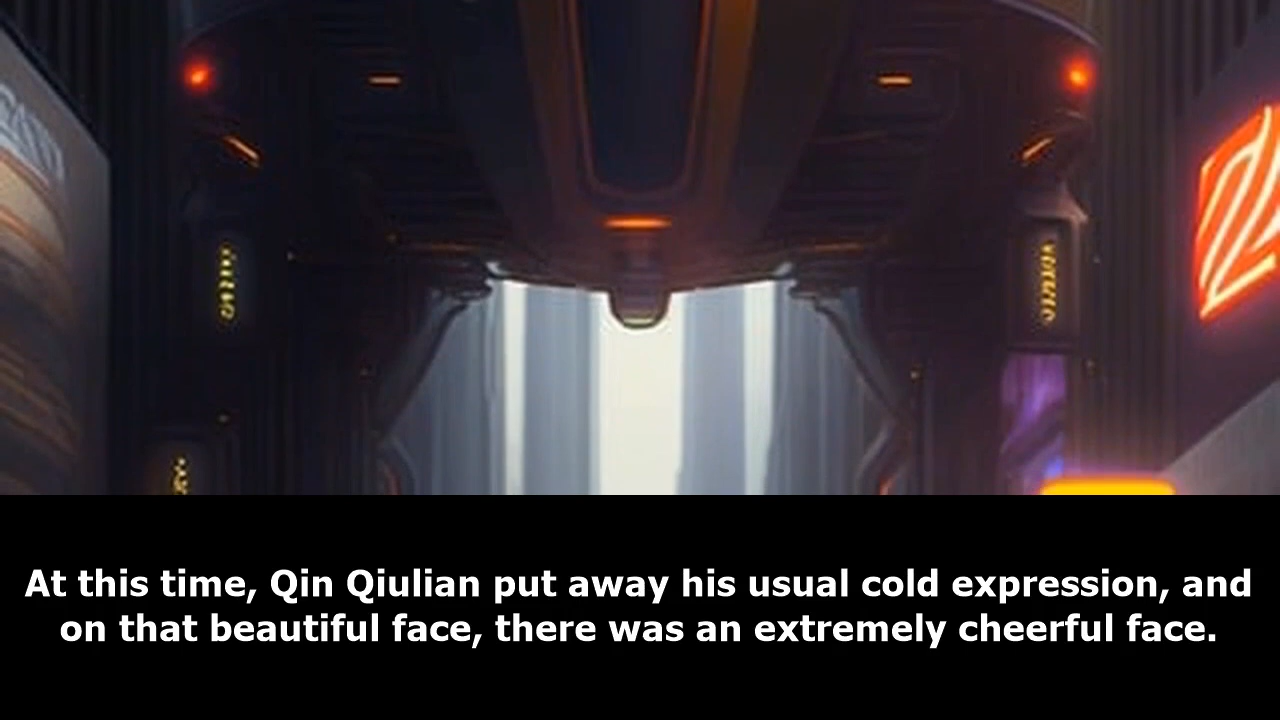 At this time, Qin Qiulian put away his usual cold expression, and
on that beautiful face, there was an extremely cheerful face.